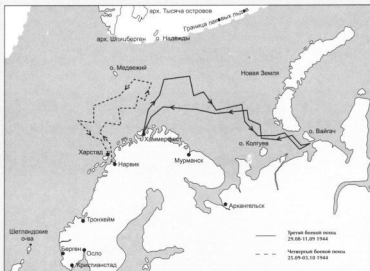 арх. Тысяча островов
Граница паковых льдов
арх. Шпицберген
о. Надежды
о. Медвежий
Новая Земля
о. Вайгач
Хаммерфест
о. Колгуев
Харстад
Нарвик
Мурманск
Архангельск
Тронхейм
Шетлендские
о-ва
Берген
Осло
Кристианстад
Третий боевой поход
29.08-11.09 1944
Четвертый боевой поход
25.09-03.10 1944